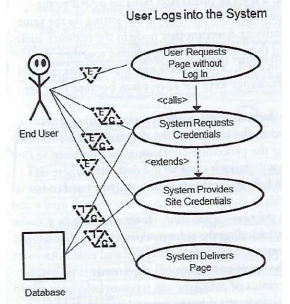 User Logs into the System
User Requests
Page without
Log In
E
<calls>
End User
E
C
System Requests
Credentials
E
C
E
<extends>
System Provides
Site Credentials
T
C
T
C
System Delivers
Page
Database